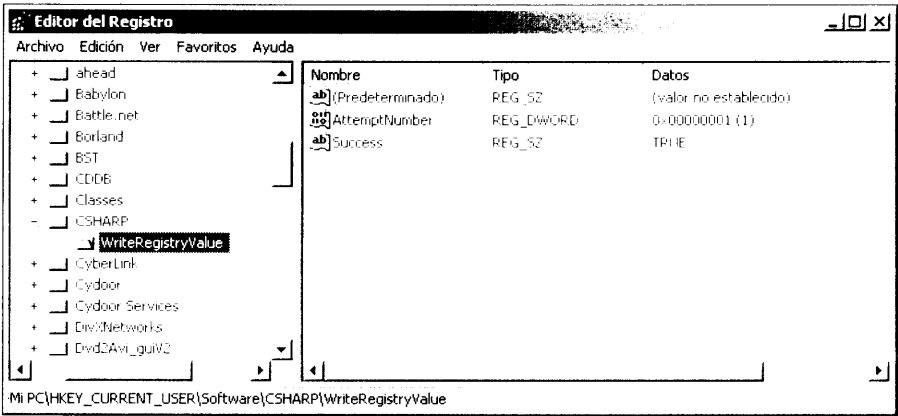 Editor del Registro
Archivo Edición Ver Favoritos Ayuda
ahead
Babylon
Battle.net
Borland
BST
CDDB
Classes
CSHARP
WriteRegistryValue
CyberLink
Cydoor
Cydoor Services
DivXNetworks
Dvd2Avi_guiV2
Nombre Tipo Datos
(Predeterminado) REG_SZ (valor no establecido)
AttemptNumber REG_DWORD 0x00000001 (1)
Success REG_SZ TRUE
Mi PC\HKEY_CURRENT_USER\Software\CSHARP\WriteRegistryValue